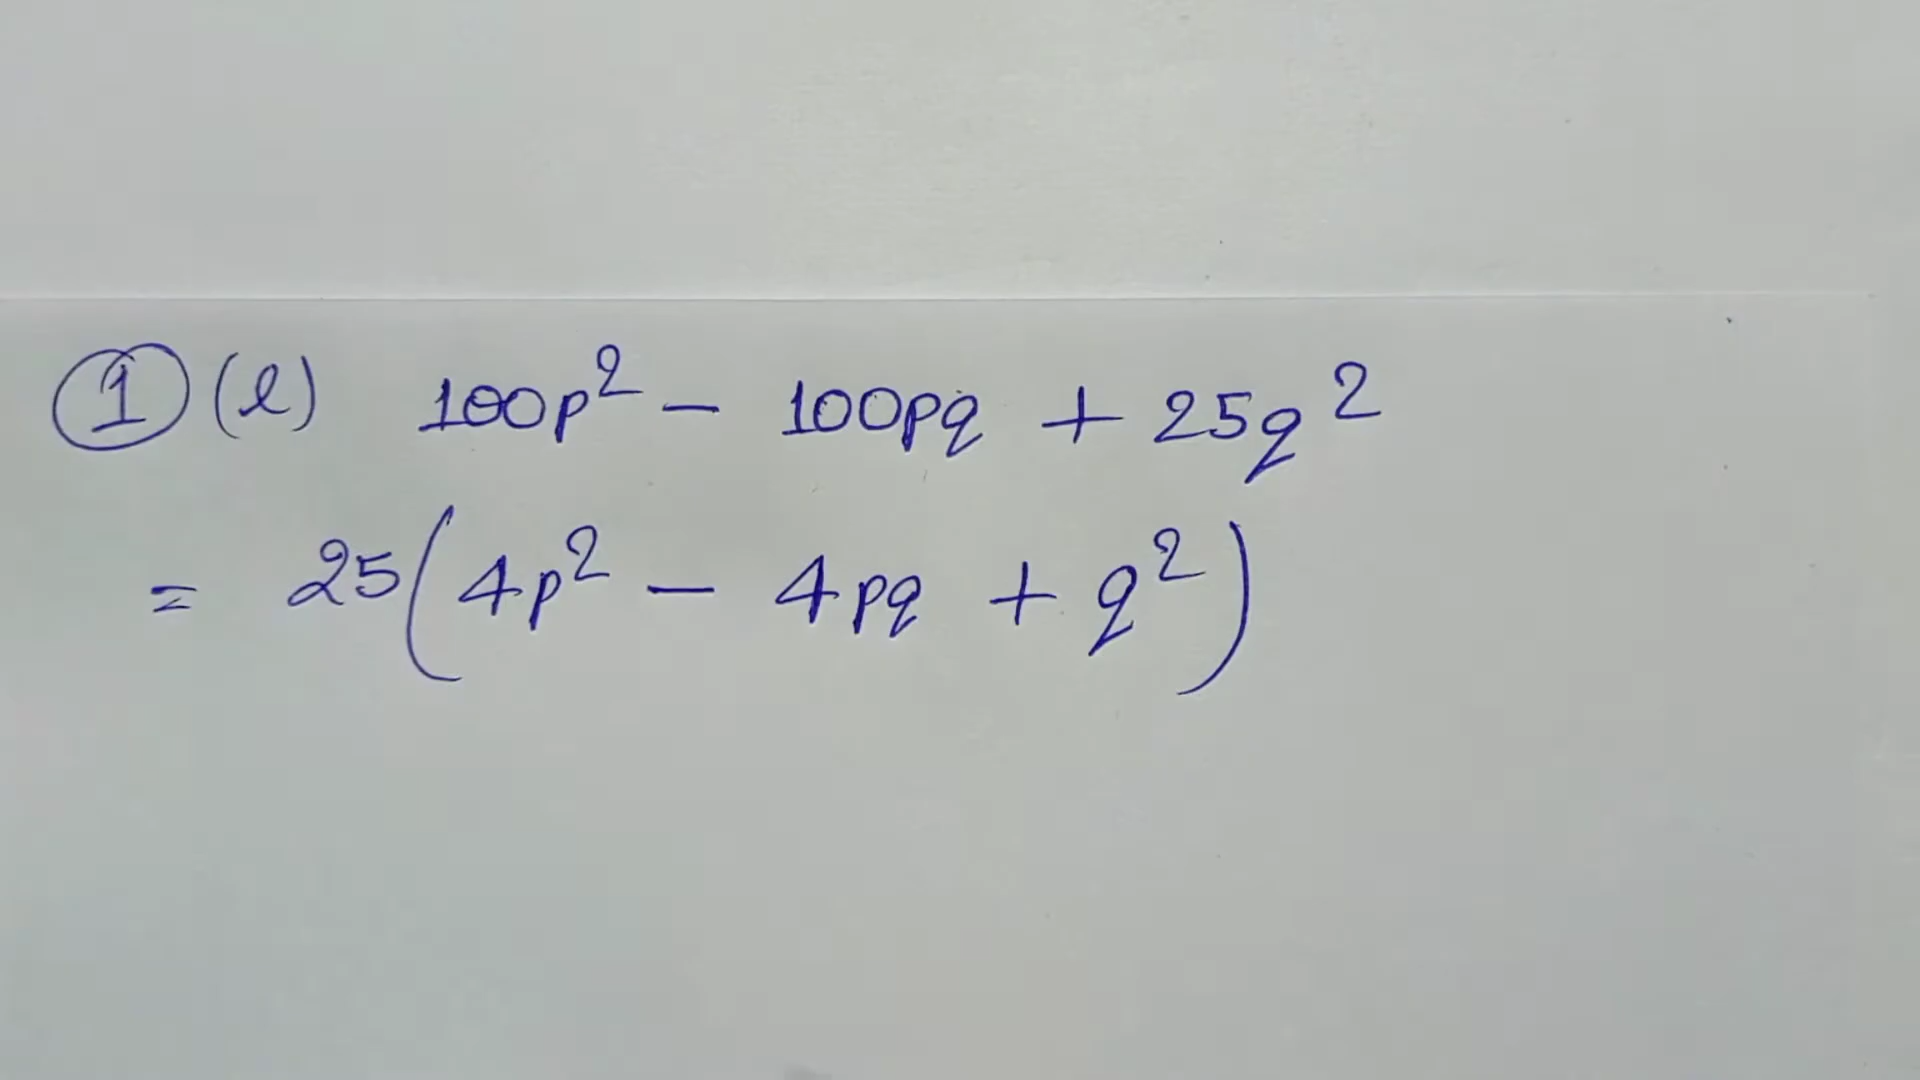 ① (l) 100p² - 100pq + 25q²
= 25(4p² - 4pq + q²)